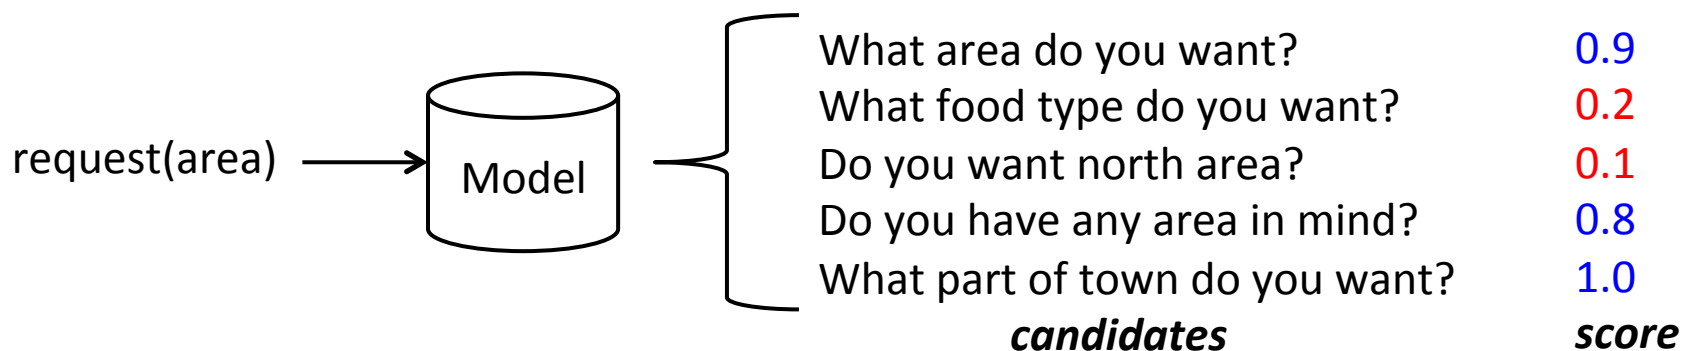 request(area)
Model
What area do you want? 0.9
What food type do you want? 0.2
Do you want north area? 0.1
Do you have any area in mind? 0.8
What part of town do you want? 1.0
candidates score